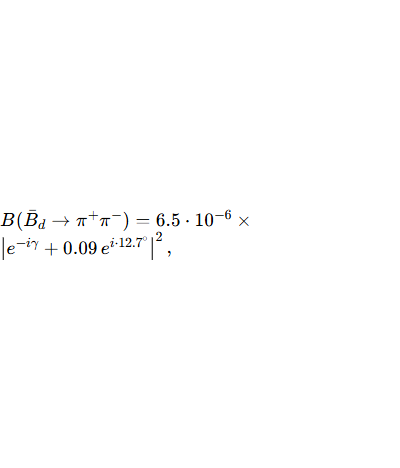 B(B̄_d → π⁺π⁻) = 6.5 · 10⁻⁶ ×
|e^{−iγ} + 0.09 e^{i·12.7°}|² ,